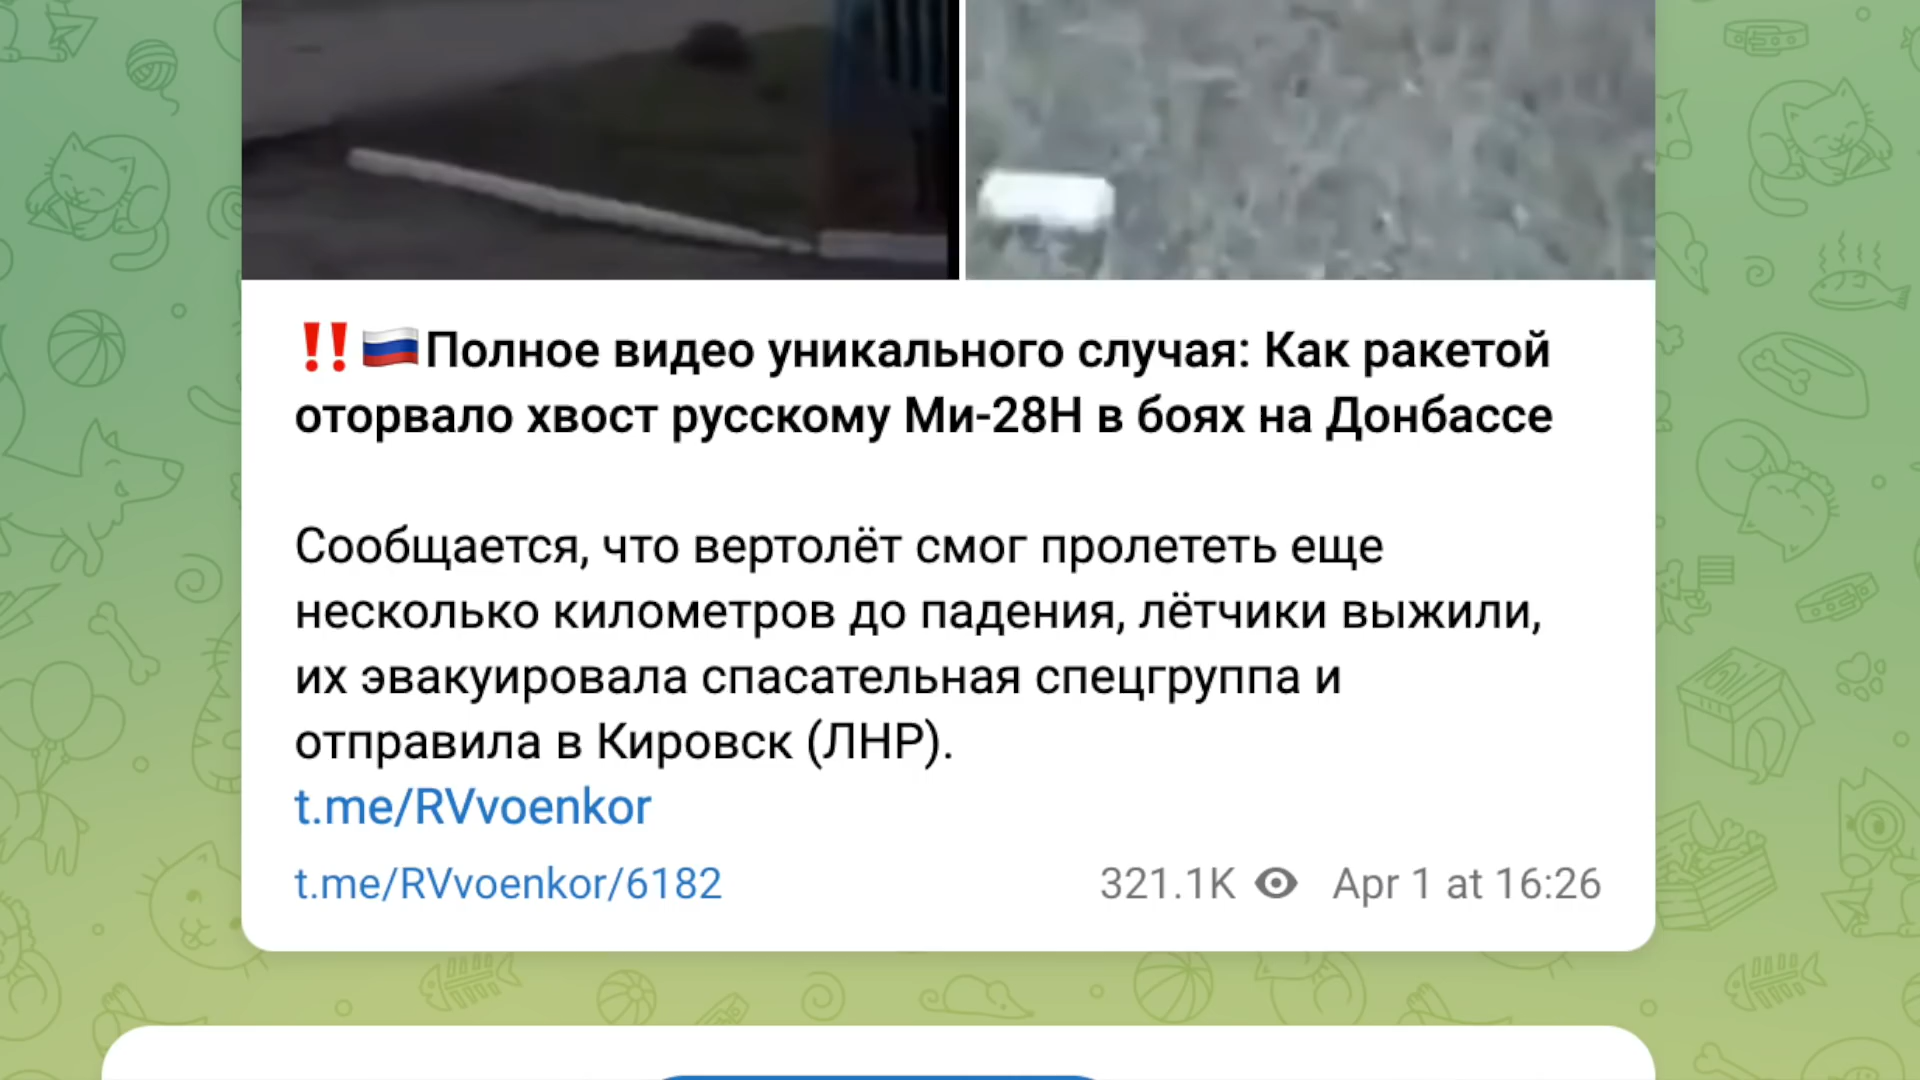 ‼️🇷🇺Полное видео уникального случая: Как ракетой
оторвало хвост русскому Ми-28Н в боях на Донбассе
Сообщается, что вертолёт смог пролететь еще
несколько километров до падения, лётчики выжили,
их эвакуировала спасательная спецгруппа и
отправила в Кировск (ЛНР).
t.me/RVvoenkor
t.me/RVvoenkor/6182 321.1K Apr 1 at 16:26